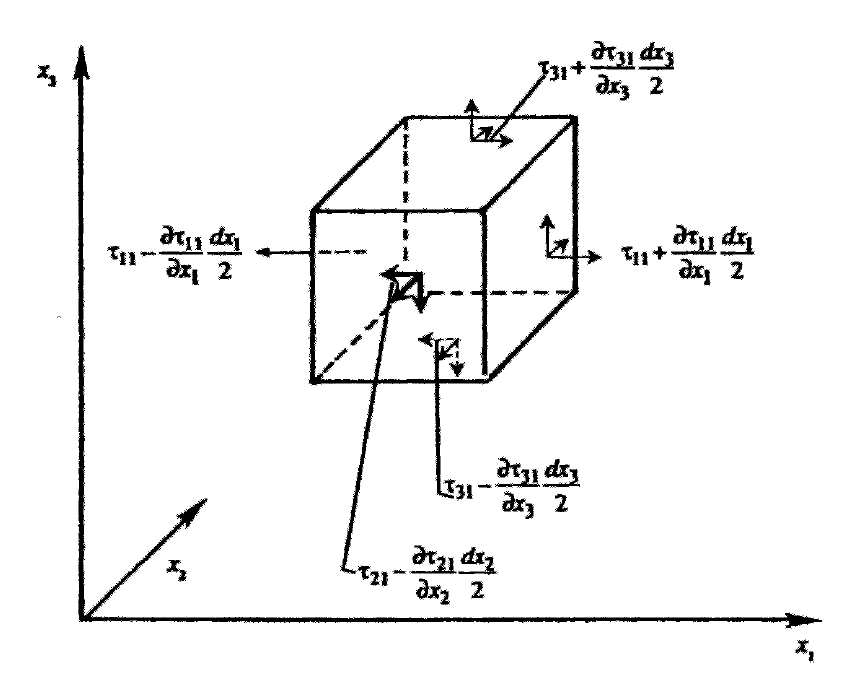 x₃
τ₃₁ + ∂τ₃₁/∂x₃ dx₃/2
τ₁₁ − ∂τ₁₁/∂x₁ dx₁/2
τ₁₁ + ∂τ₁₁/∂x₁ dx₁/2
τ₃₁ − ∂τ₃₁/∂x₃ dx₃/2
x₂
τ₂₁ − ∂τ₂₁/∂x₂ dx₂/2
x₁